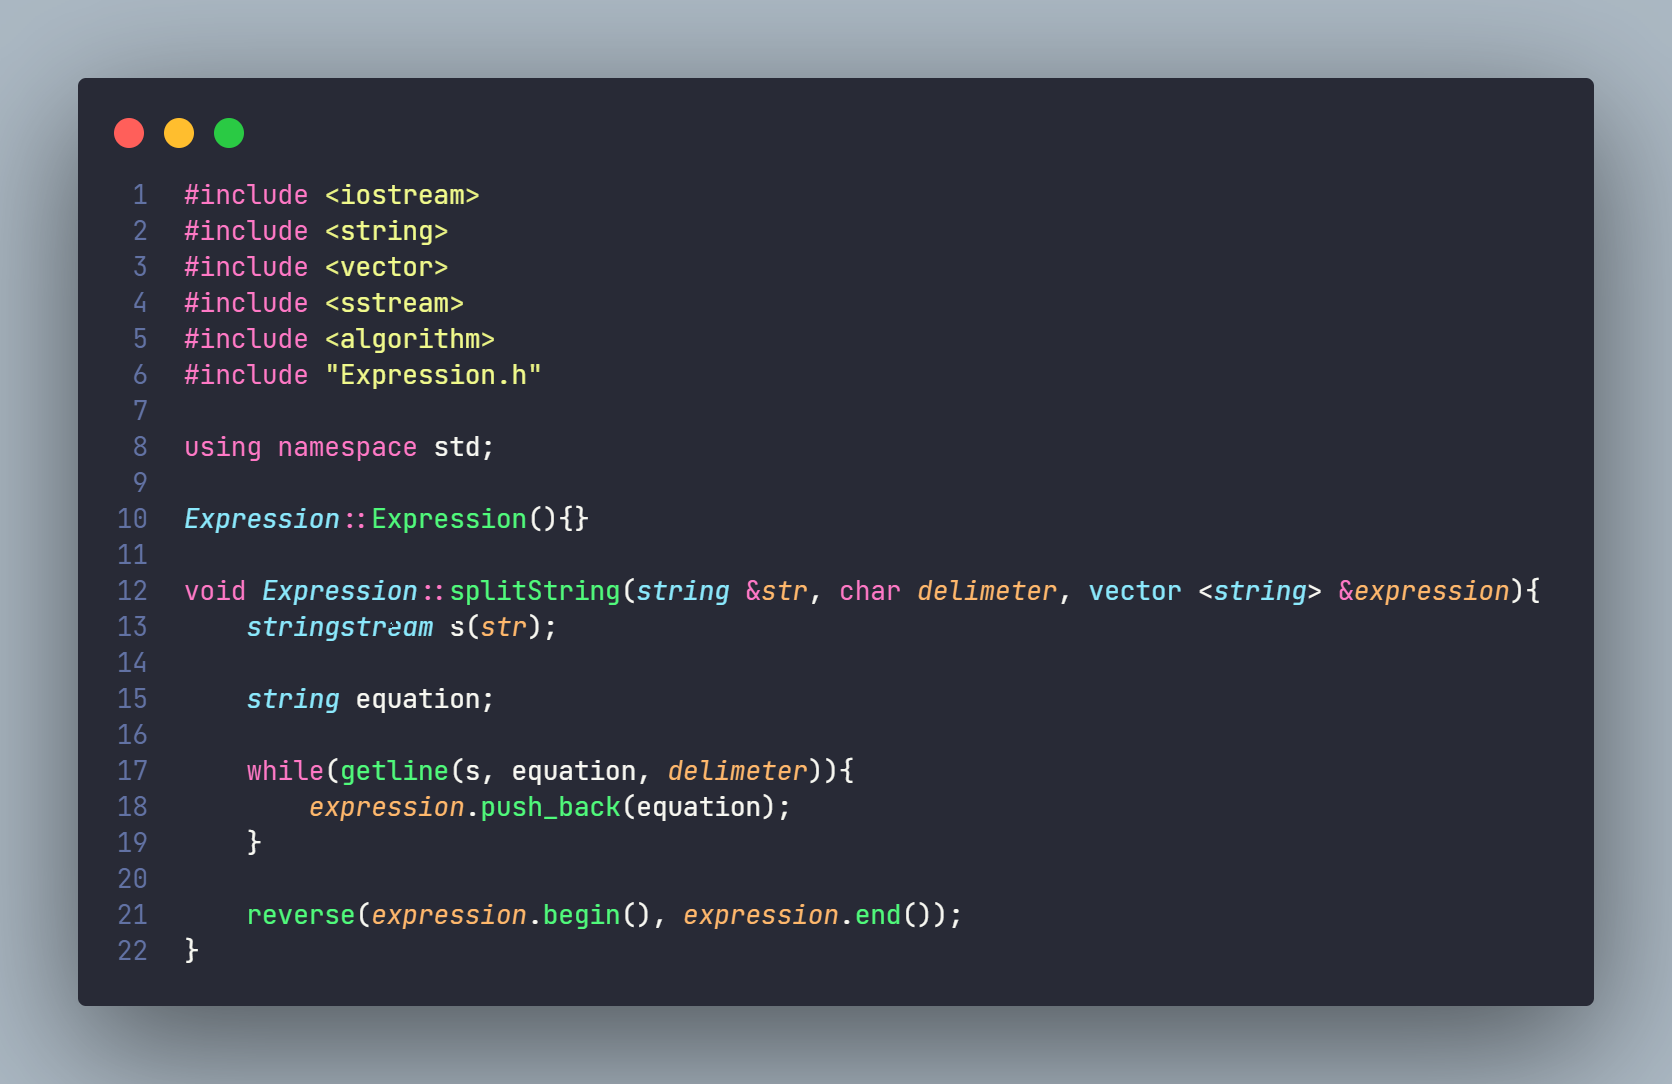 1 #include <iostream>
2 #include <string>
3 #include <vector>
4 #include <sstream>
5 #include <algorithm>
6 #include "Expression.h"
7
8 using namespace std;
9
10 Expression::Expression(){}
11
12 void Expression::splitString(string &str, char delimeter, vector <string> &expression){
13     stringstream s(str);
14
15     string equation;
16
17     while(getline(s, equation, delimeter)){
18         expression.push_back(equation);
19     }
20
21     reverse(expression.begin(), expression.end());
22 }